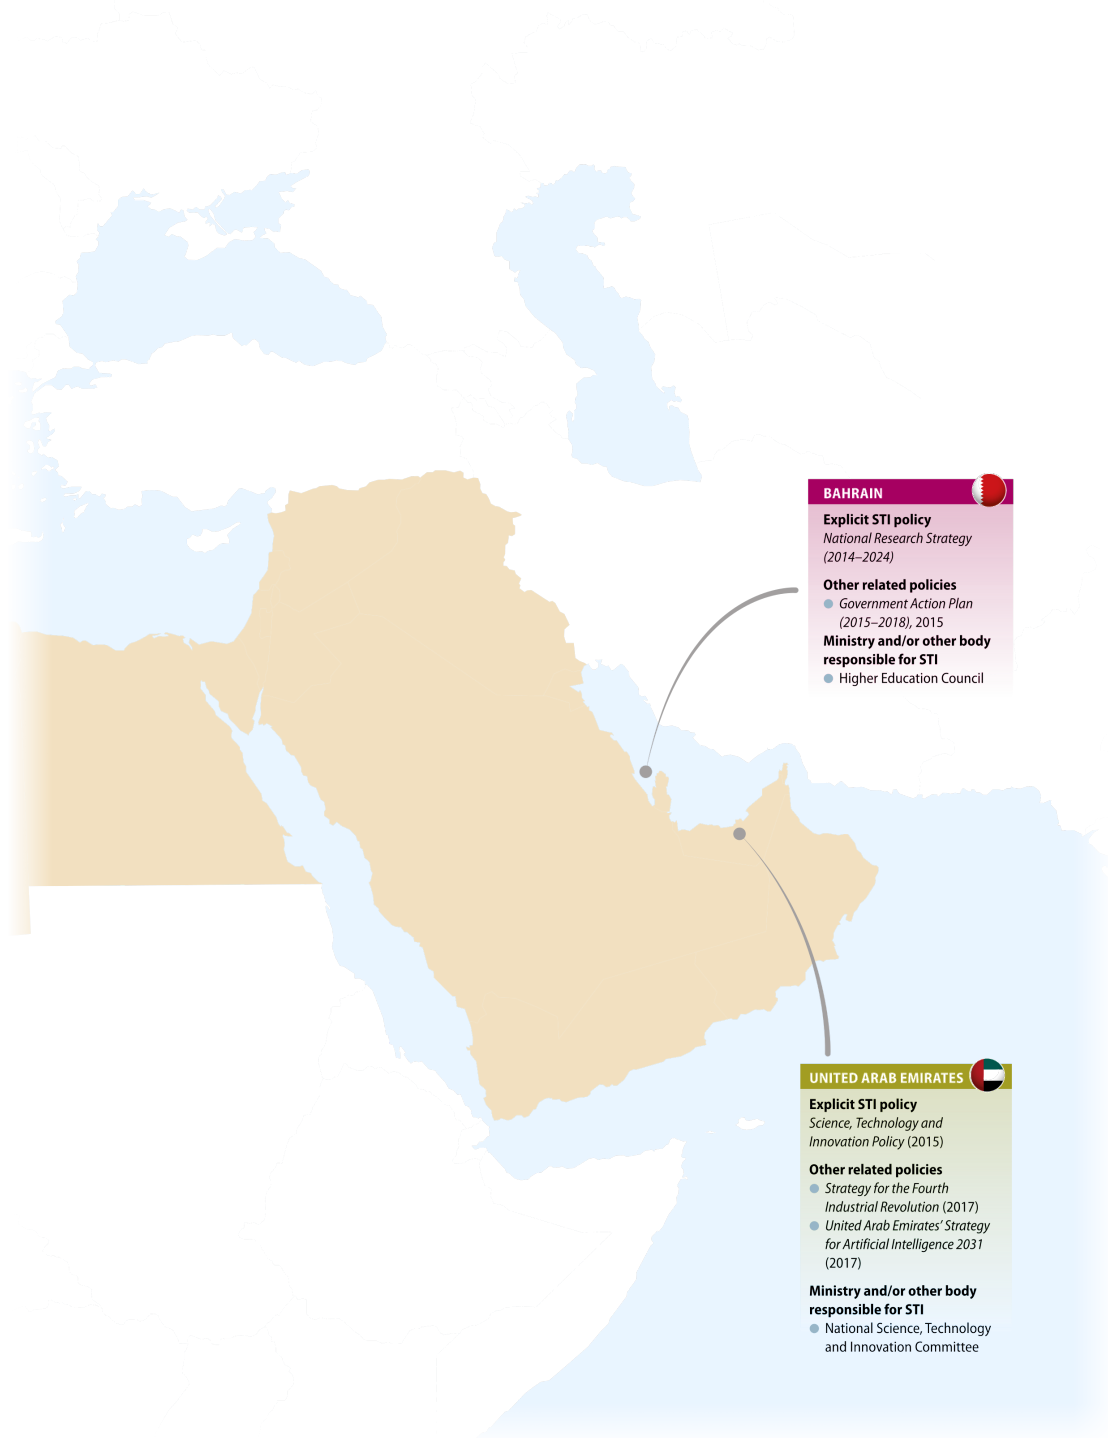 BAHRAIN
Explicit STI policy
National Research Strategy
(2014–2024)
Other related policies
Government Action Plan
(2015–2018), 2015
Ministry and/or other body
responsible for STI
Higher Education Council
UNITED ARAB EMIRATES
Explicit STI policy
Science, Technology and
Innovation Policy (2015)
Other related policies
Strategy for the Fourth
Industrial Revolution (2017)
United Arab Emirates’ Strategy
for Artificial Intelligence 2031
(2017)
Ministry and/or other body
responsible for STI
National Science, Technology
and Innovation Committee